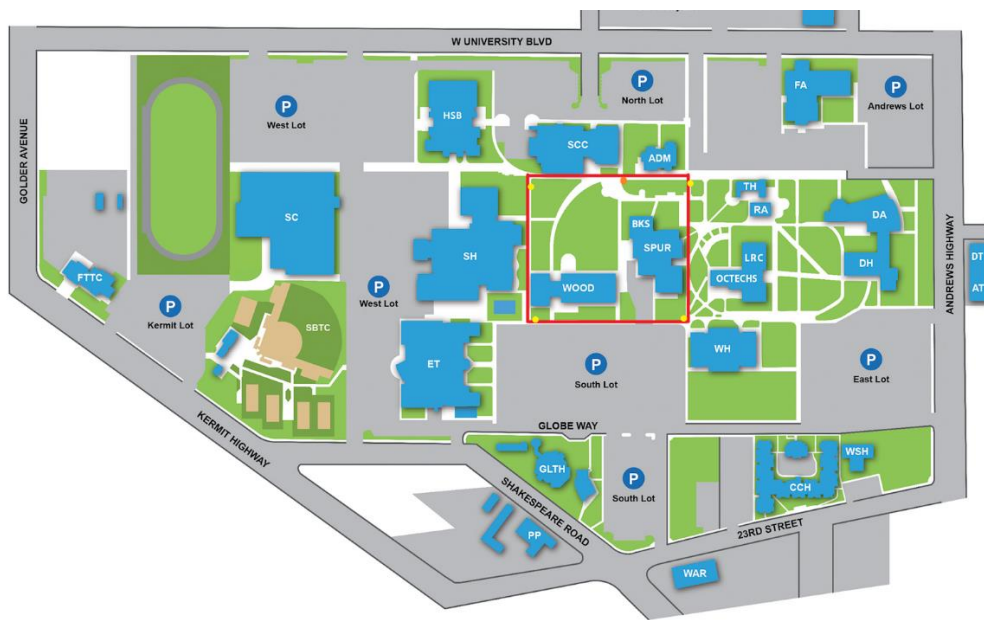 W UNIVERSITY BLVD
GOLDER AVENUE
P
West Lot
HSB
P
North Lot
FA
P
Andrews Lot
SCC
ADM
SC
TH
RA
DA
BKS
SPUR
SH
LRC
DH
OCTECHS
WOOD
FTTC
P
Kermit Lot
P
West Lot
SBTC
ET
WH
P
South Lot
P
East Lot
ANDREWS HIGHWAY
DT
AT
KERMIT HIGHWAY
GLOBE WAY
GLTH
SHAKESPEARE ROAD
PP
P
South Lot
CCH
WSH
23RD STREET
WAR